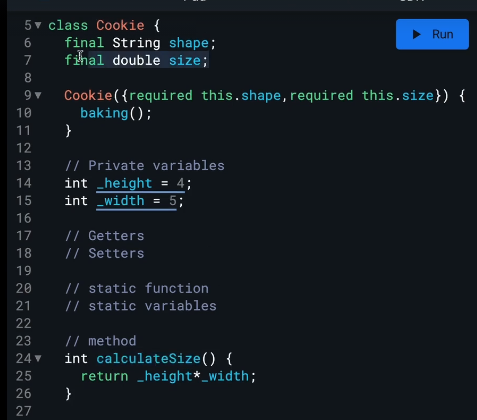 5 class Cookie {
Run
6 final String shape;
7 final double size;
8
9 Cookie({required this.shape,required this.size}) {
10 baking();
11 }
12
13 // Private variables
14 int _height = 4;
15 int _width = 5;
16
17 // Getters
18 // Setters
19
20 // static function
21 // static variables
22
23 // method
24 int calculateSize() {
25 return _height*_width;
26 }
27